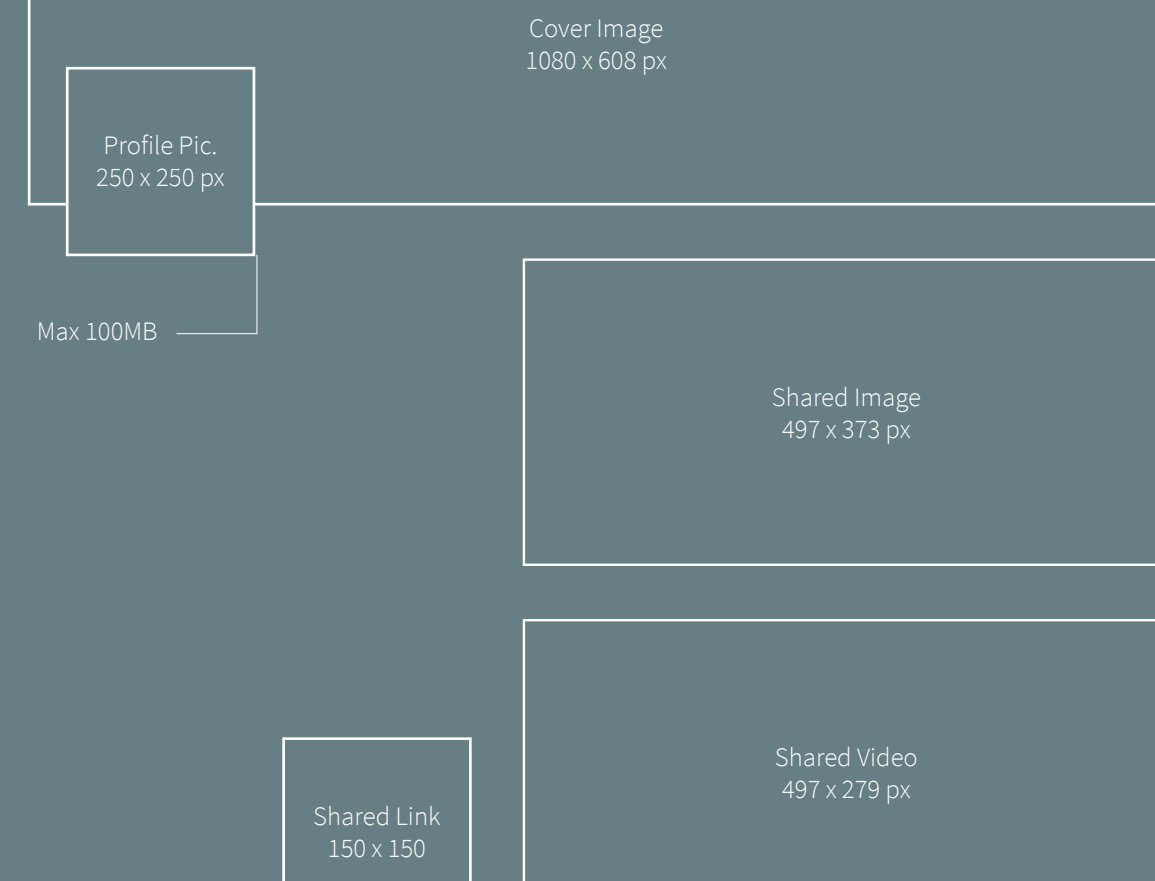 Cover Image
1080 x 608 px
Profile Pic.
250 x 250 px
Max 100MB
Shared Image
497 x 373 px
Shared Video
497 x 279 px
Shared Link
150 x 150